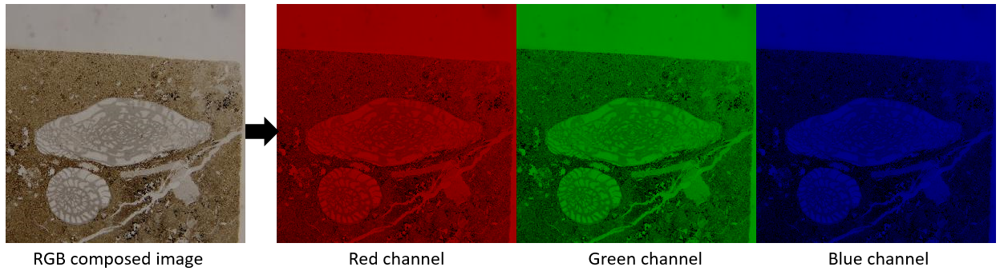 RGB composed image
Red channel
Green channel
Blue channel